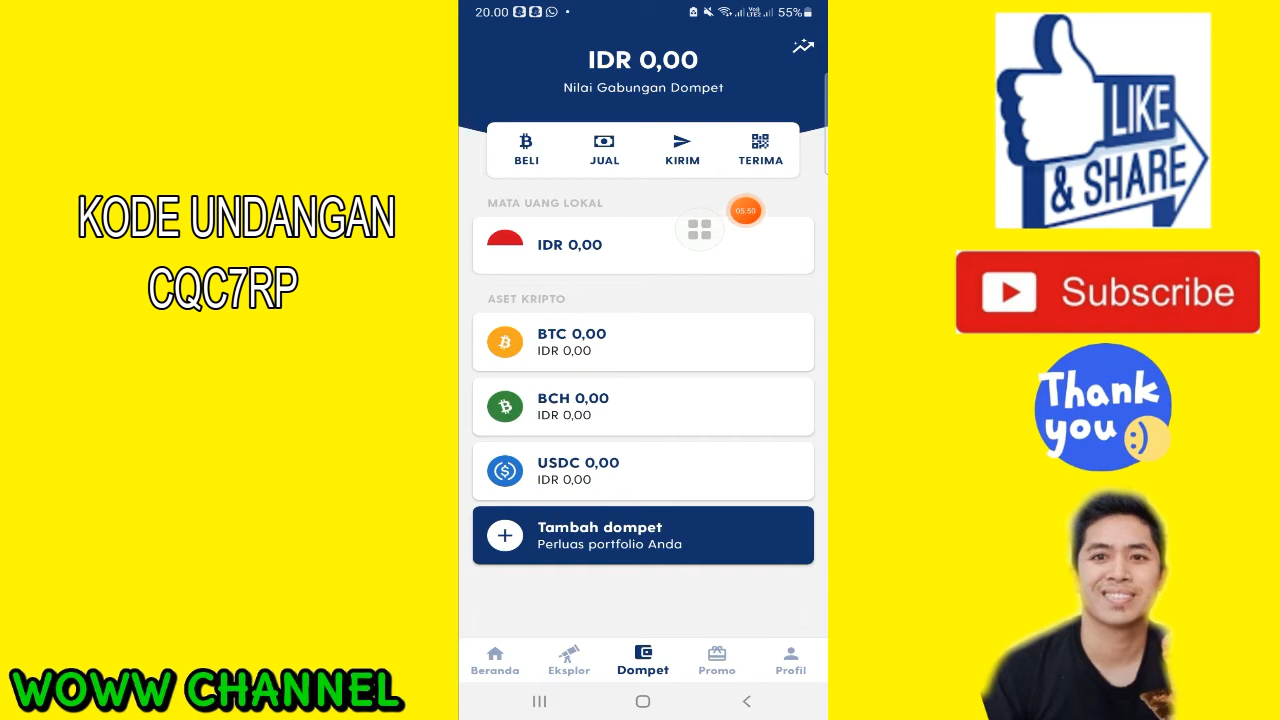 KODE UNDANGAN
CQC7RP
WOWW CHANNEL
20.00
55%
IDR 0,00
Nilai Gabungan Dompet
BELI
JUAL
KIRIM
TERIMA
MATA UANG LOKAL
05.50
IDR 0,00
ASET KRIPTO
BTC 0,00
IDR 0,00
BCH 0,00
IDR 0,00
USDC 0,00
IDR 0,00
Tambah dompet
Perluas portfolio Anda
Beranda
Eksplor
Dompet
Promo
Profil
LIKE
& SHARE
Subscribe
Thank
you